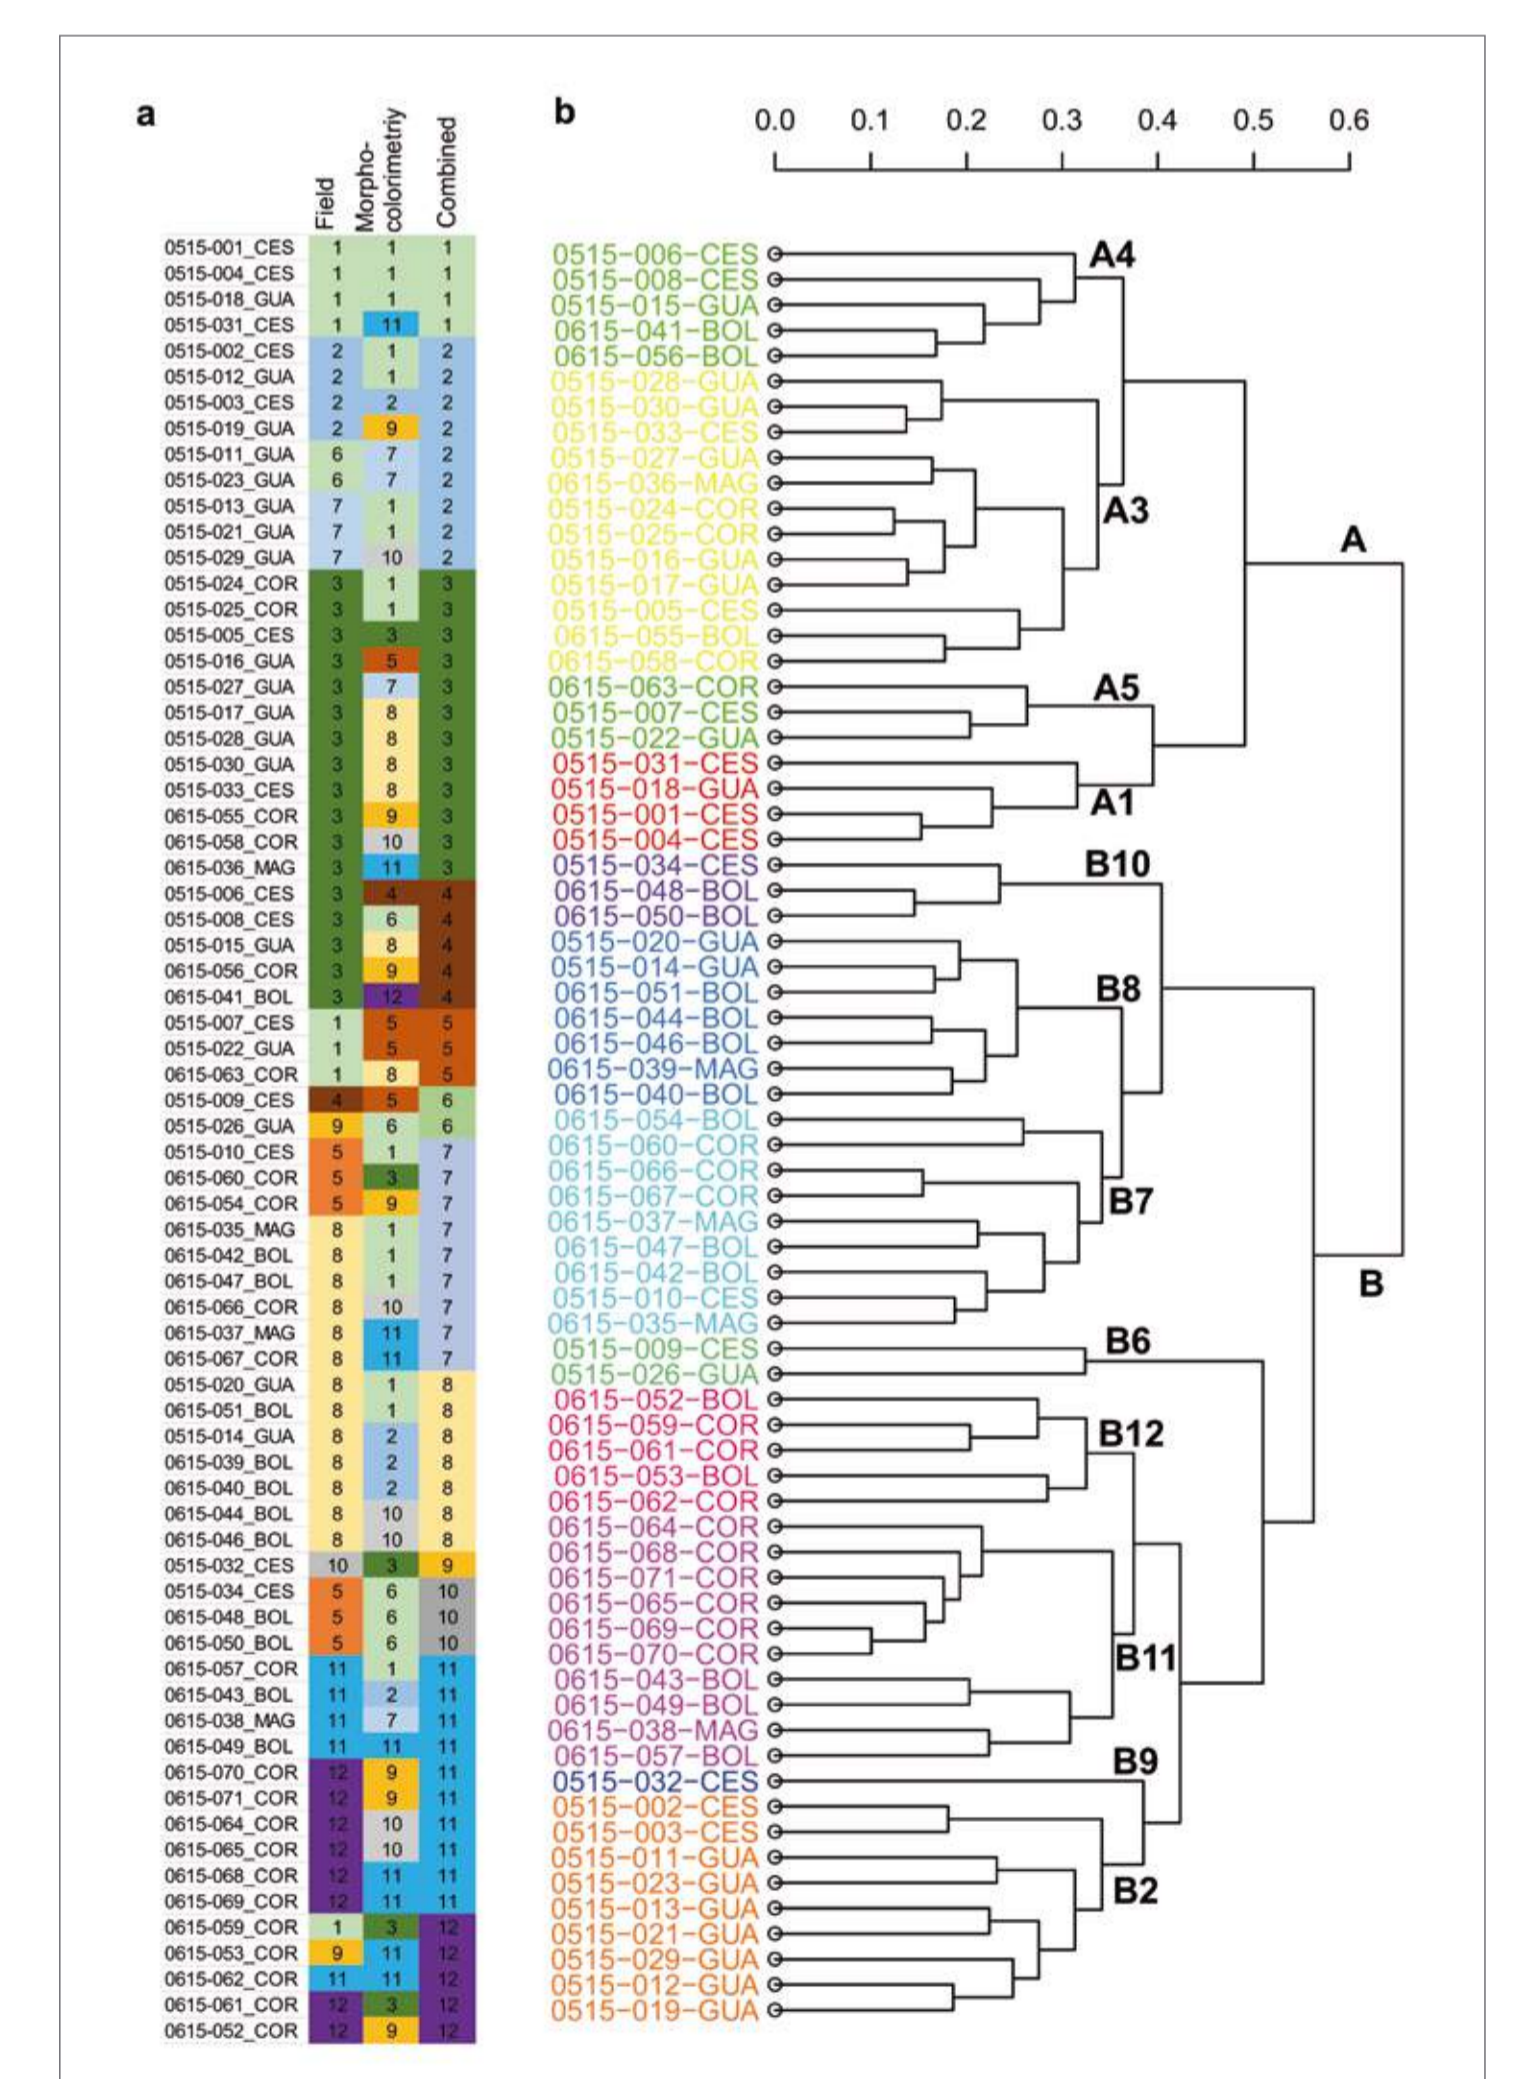 a
Field
Morpho-
colorimetriy
Combined
0515-001_CES 1 1 1
0515-004_CES 1 1 1
0515-018_GUA 1 1 1
0515-031_CES 1 11 1
0515-002_CES 2 1 2
0515-012_GUA 2 1 2
0515-003_CES 2 2 2
0515-019_GUA 2 9 2
0515-011_GUA 6 7 2
0515-023_GUA 6 7 2
0515-013_GUA 7 1 2
0515-021_GUA 7 1 2
0515-029_GUA 7 10 2
0515-024_COR 3 1 3
0515-025_COR 3 1 3
0515-005_CES 3 3 3
0515-016_GUA 3 5 3
0515-027_GUA 3 7 3
0515-017_GUA 3 8 3
0515-028_GUA 3 8 3
0515-030_GUA 3 8 3
0515-033_CES 3 8 3
0615-055_COR 3 9 3
0615-058_COR 3 10 3
0615-036_MAG 3 11 3
0515-006_CES 3 4 4
0515-008_CES 3 6 4
0515-015_GUA 3 8 4
0615-056_COR 3 9 4
0615-041_BOL 3 12 4
0515-007_CES 1 5 5
0515-022_GUA 1 5 5
0615-063_COR 1 8 5
0515-009_CES 4 5 6
0515-026_GUA 9 6 6
0515-010_CES 5 1 7
0615-060_COR 5 3 7
0615-054_COR 5 9 7
0615-035_MAG 8 1 7
0615-042_BOL 8 1 7
0615-047_BOL 8 1 7
0615-066_COR 8 10 7
0615-037_MAG 8 11 7
0615-067_COR 8 11 7
0515-020_GUA 8 1 8
0615-051_BOL 8 1 8
0515-014_GUA 8 2 8
0615-039_BOL 8 2 8
0615-040_BOL 8 2 8
0615-044_BOL 8 10 8
0615-046_BOL 8 10 8
0515-032_CES 10 3 9
0515-034_CES 5 6 10
0615-048_BOL 5 6 10
0615-050_BOL 5 6 10
0615-057_COR 11 1 11
0615-043_BOL 11 2 11
0615-038_MAG 11 7 11
0615-049_BOL 11 11 11
0615-070_COR 12 9 11
0615-071_COR 12 9 11
0615-064_COR 12 10 11
0615-065_COR 12 10 11
0615-068_COR 12 11 11
0615-069_COR 12 11 11
0615-059_COR 1 3 12
0615-053_COR 9 11 12
0615-062_COR 11 11 12
0615-061_COR 12 3 12
0615-052_COR 12 9 12
b
0.0 0.1 0.2 0.3 0.4 0.5 0.6
0515-006-CES
0515-008-CES
0515-015-GUA
0615-041-BOL
0615-056-BOL
0515-028-GUA
0515-030-GUA
0515-033-CES
0515-027-GUA
0615-036-MAG
0515-024-COR
0515-025-COR
0515-016-GUA
0515-017-GUA
0515-005-CES
0615-055-BOL
0615-058-COR
0615-063-COR
0515-007-CES
0515-022-GUA
0515-031-CES
0515-018-GUA
0515-001-CES
0515-004-CES
0515-034-CES
0615-048-BOL
0615-050-BOL
0515-020-GUA
0515-014-GUA
0615-051-BOL
0615-044-BOL
0615-046-BOL
0615-039-MAG
0615-040-BOL
0615-054-BOL
0615-060-COR
0615-066-COR
0615-067-COR
0615-037-MAG
0615-047-BOL
0615-042-BOL
0515-010-CES
0615-035-MAG
0515-009-CES
0515-026-GUA
0615-052-BOL
0615-059-COR
0615-061-COR
0615-053-BOL
0615-062-COR
0615-064-COR
0615-068-COR
0615-071-COR
0615-065-COR
0615-069-COR
0615-070-COR
0615-043-BOL
0615-049-BOL
0615-038-MAG
0615-057-BOL
0515-032-CES
0515-002-CES
0515-003-CES
0515-011-GUA
0515-023-GUA
0515-013-GUA
0515-021-GUA
0515-029-GUA
0515-012-GUA
0515-019-GUA
A4
A3
A
A5
A1
B10
B8
B7
B
B6
B12
B11
B9
B2